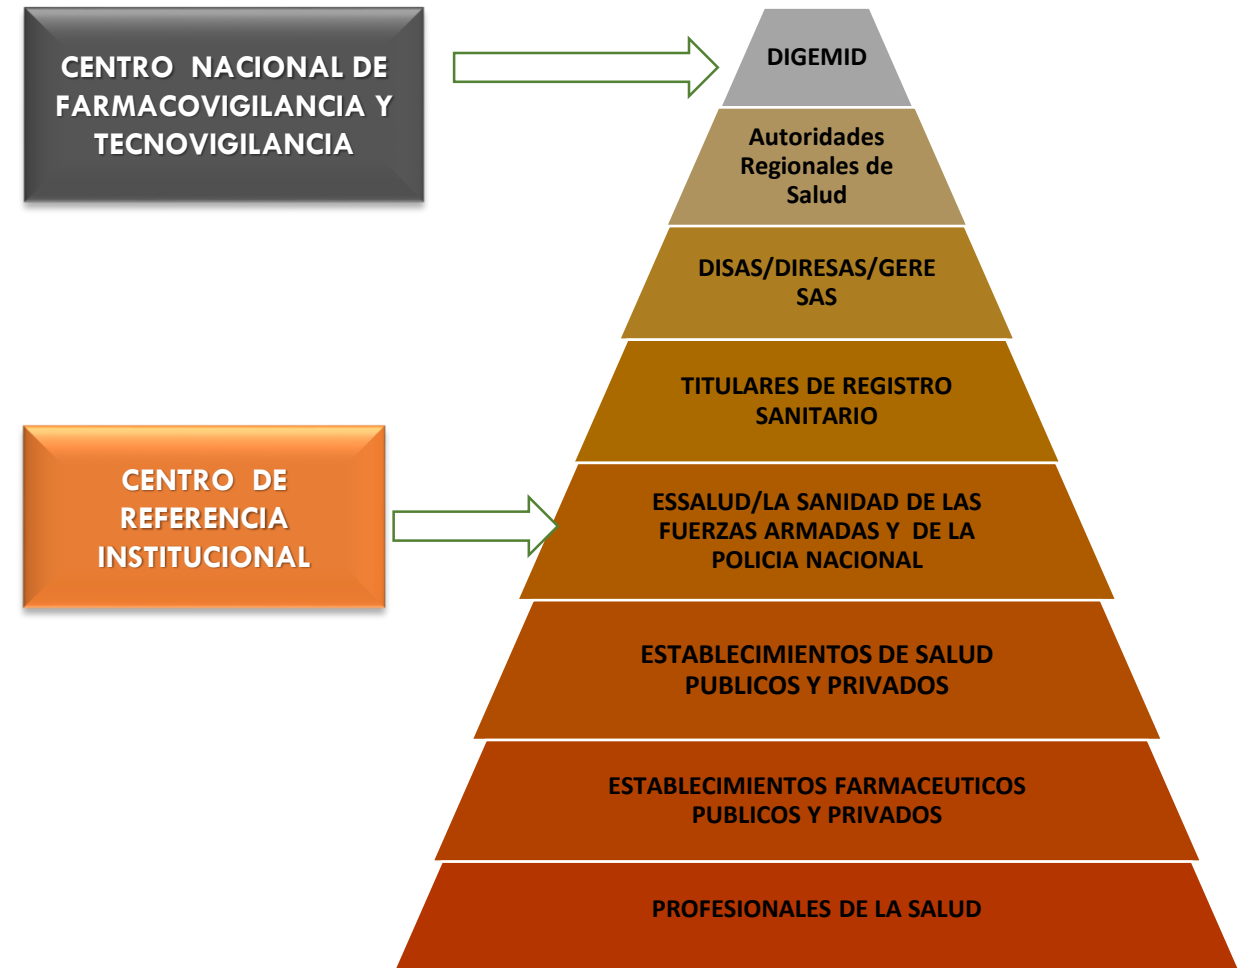 CENTRO NACIONAL DE
FARMACOVIGILANCIA Y
TECNOVIGILANCIA
DIGEMID
Autoridades
Regionales de
Salud
DISAS/DIRESAS/GERE
SAS
TITULARES DE REGISTRO
SANITARIO
CENTRO DE
REFERENCIA
INSTITUCIONAL
ESSALUD/LA SANIDAD DE LAS
FUERZAS ARMADAS Y DE LA
POLICIA NACIONAL
ESTABLECIMIENTOS DE SALUD
PUBLICOS Y PRIVADOS
ESTABLECIMIENTOS FARMACEUTICOS
PUBLICOS Y PRIVADOS
PROFESIONALES DE LA SALUD